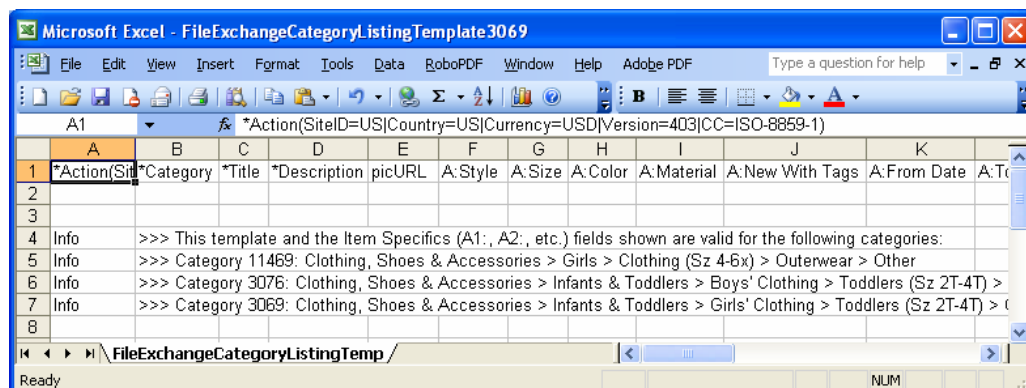 Microsoft Excel - FileExchangeCategoryListingTemplate3069
File Edit View Insert Format Tools Data RoboPDF Window Help Adobe PDF Type a question for help
A1 fx *Action(SiteID=US|Country=US|Currency=USD|Version=403|CC=ISO-8859-1)
A B C D E F G H I J K
1 *Action(Sit *Category *Title *Description picURL A:Style A:Size A:Color A:Material A:New With Tags A:From Date A:To
2
3
4 Info >>> This template and the Item Specifics (A1:, A2:, etc.) fields shown are valid for the following categories:
5 Info >>> Category 11469: Clothing, Shoes & Accessories > Girls > Clothing (Sz 4-6x) > Outerwear > Other
6 Info >>> Category 3076: Clothing, Shoes & Accessories > Infants & Toddlers > Boys' Clothing > Toddlers (Sz 2T-4T) >
7 Info >>> Category 3069: Clothing, Shoes & Accessories > Infants & Toddlers > Girls' Clothing > Toddlers (Sz 2T-4T) >
8
FileExchangeCategoryListingTemp
Ready NUM